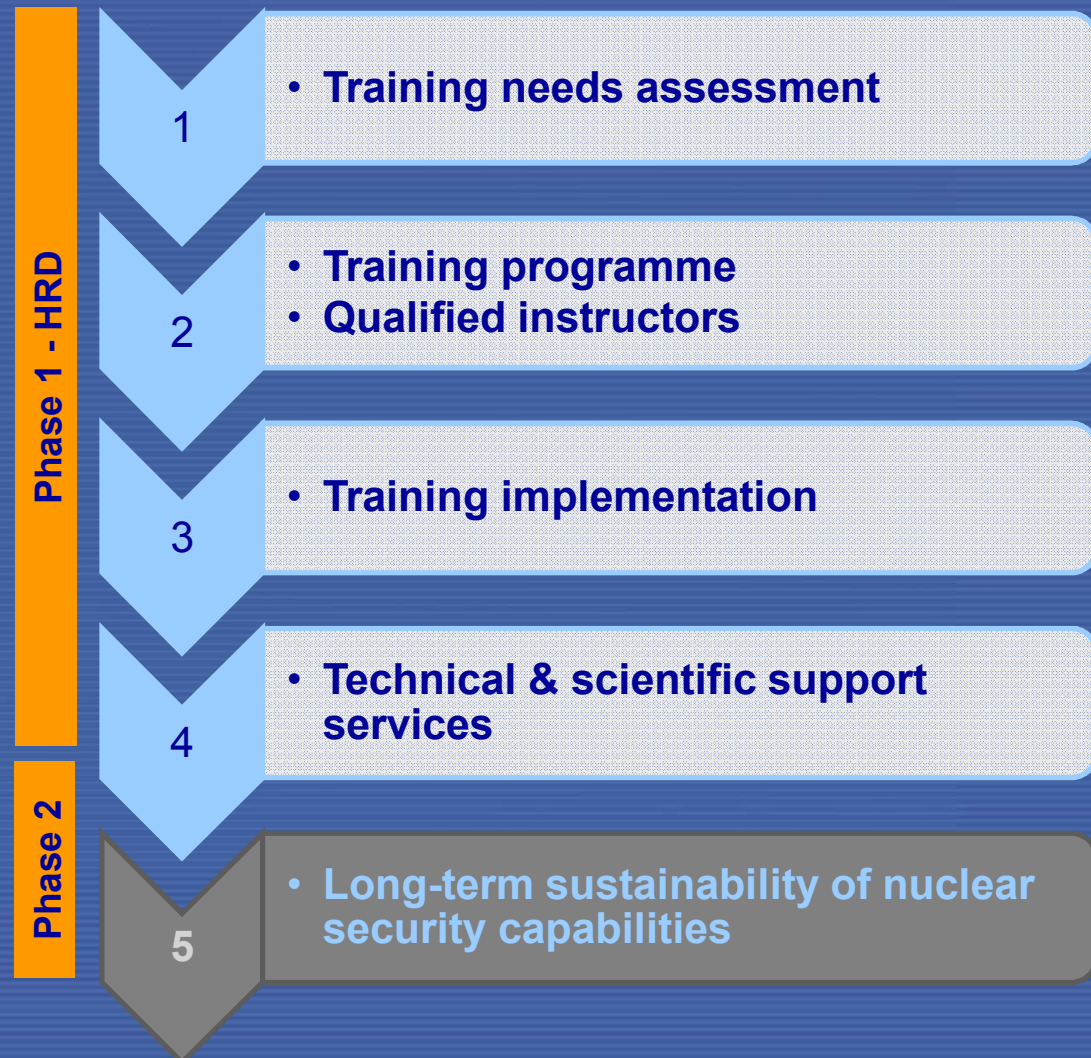 Phase 1 - HRD
1
• Training needs assessment
2
• Training programme
• Qualified instructors
3
• Training implementation
4
• Technical & scientific support
services
Phase 2
5
• Long-term sustainability of nuclear
security capabilities